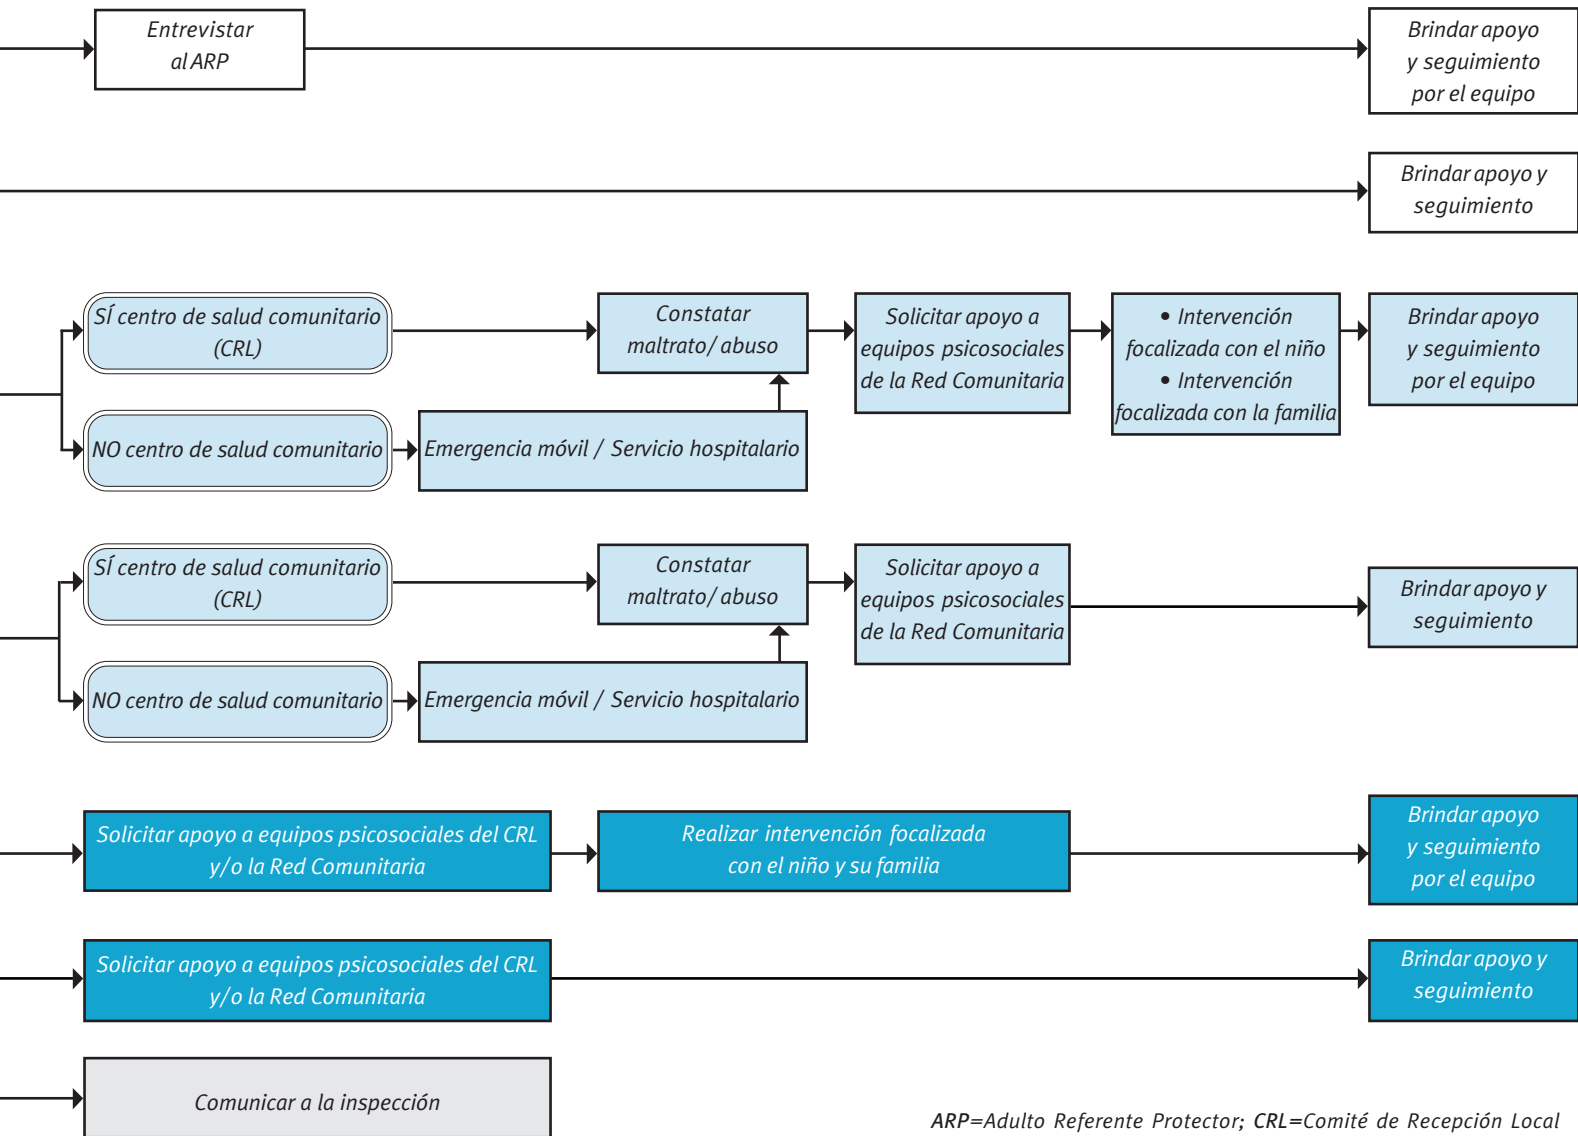 Entrevistar
al ARP
Brindar apoyo
y seguimiento
por el equipo
Brindar apoyo y
seguimiento
SÍ centro de salud comunitario
(CRL)
Constatar
maltrato/ abuso
Solicitar apoyo a
equipos psicosociales
de la Red Comunitaria
• Intervención
focalizada con el niño
• Intervención
focalizada con la familia
Brindar apoyo
y seguimiento
por el equipo
NO centro de salud comunitario
Emergencia móvil / Servicio hospitalario
SÍ centro de salud comunitario
(CRL)
Constatar
maltrato/ abuso
Solicitar apoyo a
equipos psicosociales
de la Red Comunitaria
Brindar apoyo y
seguimiento
NO centro de salud comunitario
Emergencia móvil / Servicio hospitalario
Solicitar apoyo a equipos psicosociales del CRL
y/o la Red Comunitaria
Realizar intervención focalizada
con el niño y su familia
Brindar apoyo
y seguimiento
por el equipo
Solicitar apoyo a equipos psicosociales del CRL
y/o la Red Comunitaria
Brindar apoyo y
seguimiento
Comunicar a la inspección
ARP=Adulto Referente Protector; CRL=Comité de Recepción Local